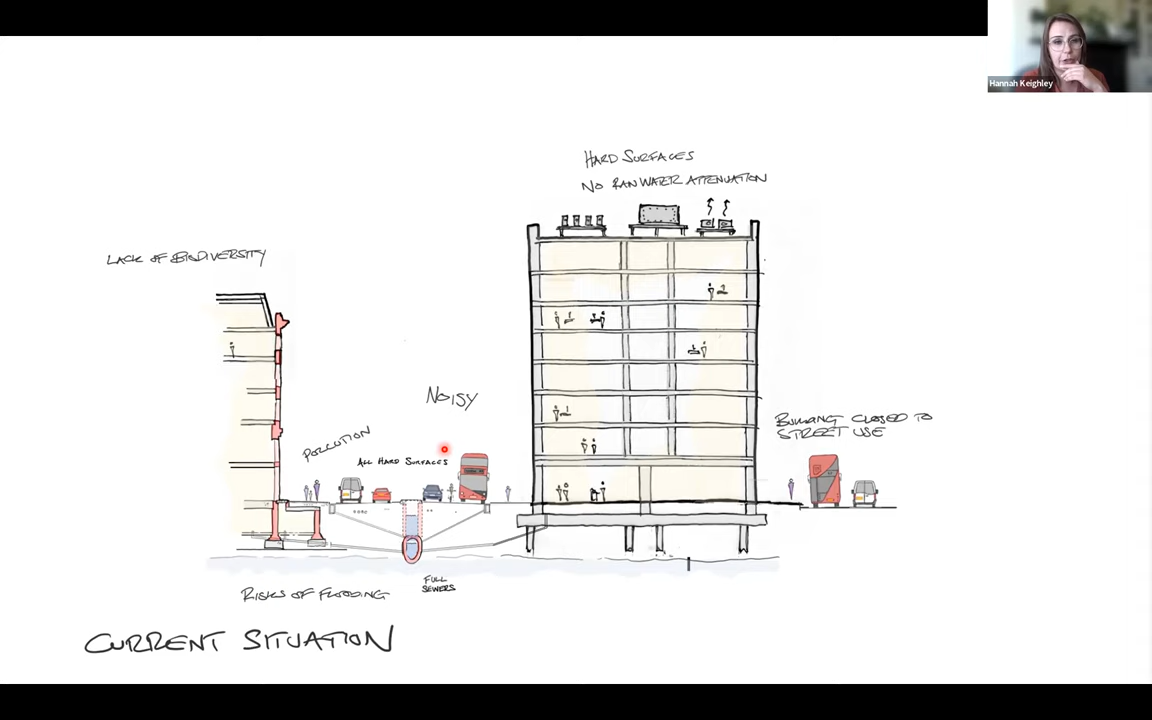 Hannah Keighley
HARD SURFACES
NO RAINWATER ATTENUATION
LACK OF BIODIVERSITY
NOISY
BUILDING CLOSED TO
STREET USE
POLLUTION
ALL HARD SURFACES
FULL
SEWERS
RISKS OF FLOODING
CURRENT SITUATION